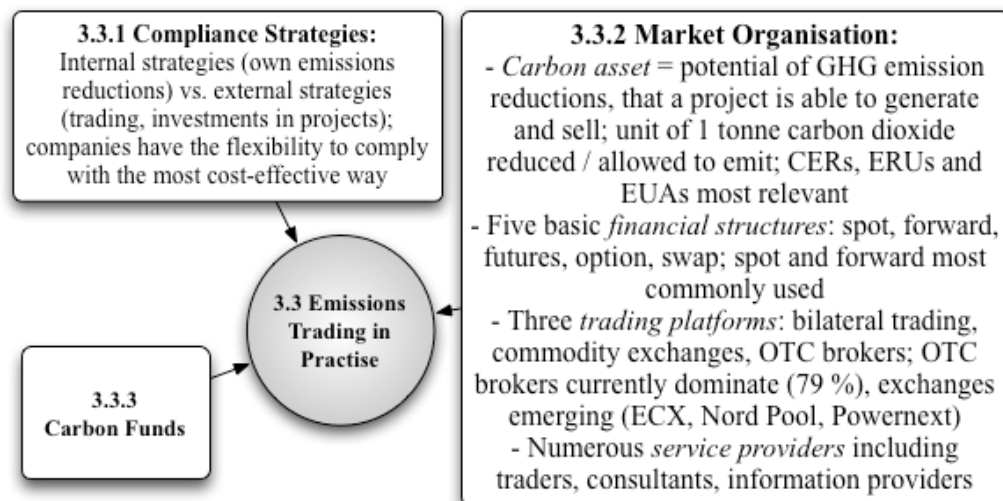 3.3.1 Compliance Strategies:
Internal strategies (own emissions
reductions) vs. external strategies
(trading, investments in projects);
companies have the flexibility to comply
with the most cost-effective way
3.3.2 Market Organisation:
- Carbon asset = potential of GHG emission
reductions, that a project is able to generate
and sell; unit of 1 tonne carbon dioxide
reduced / allowed to emit; CERs, ERUs and
EUAs most relevant
- Five basic financial structures: spot, forward,
futures, option, swap; spot and forward most
commonly used
- Three trading platforms: bilateral trading,
commodity exchanges, OTC brokers; OTC
brokers currently dominate (79 %), exchanges
emerging (ECX, Nord Pool, Powernext)
- Numerous service providers including
traders, consultants, information providers
3.3 Emissions
Trading in
Practise
3.3.3
Carbon Funds